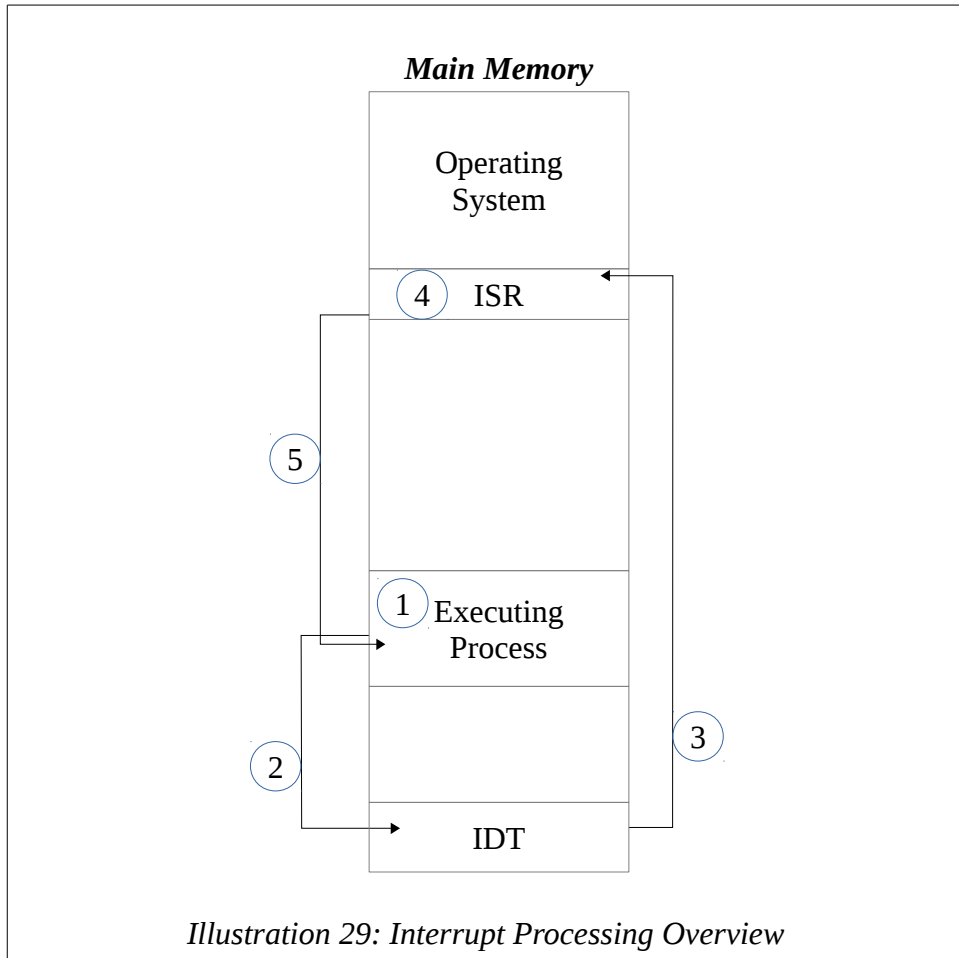 Main Memory
Operating
System
4
ISR
5
1
Executing
Process
3
2
IDT
Illustration 29: Interrupt Processing Overview